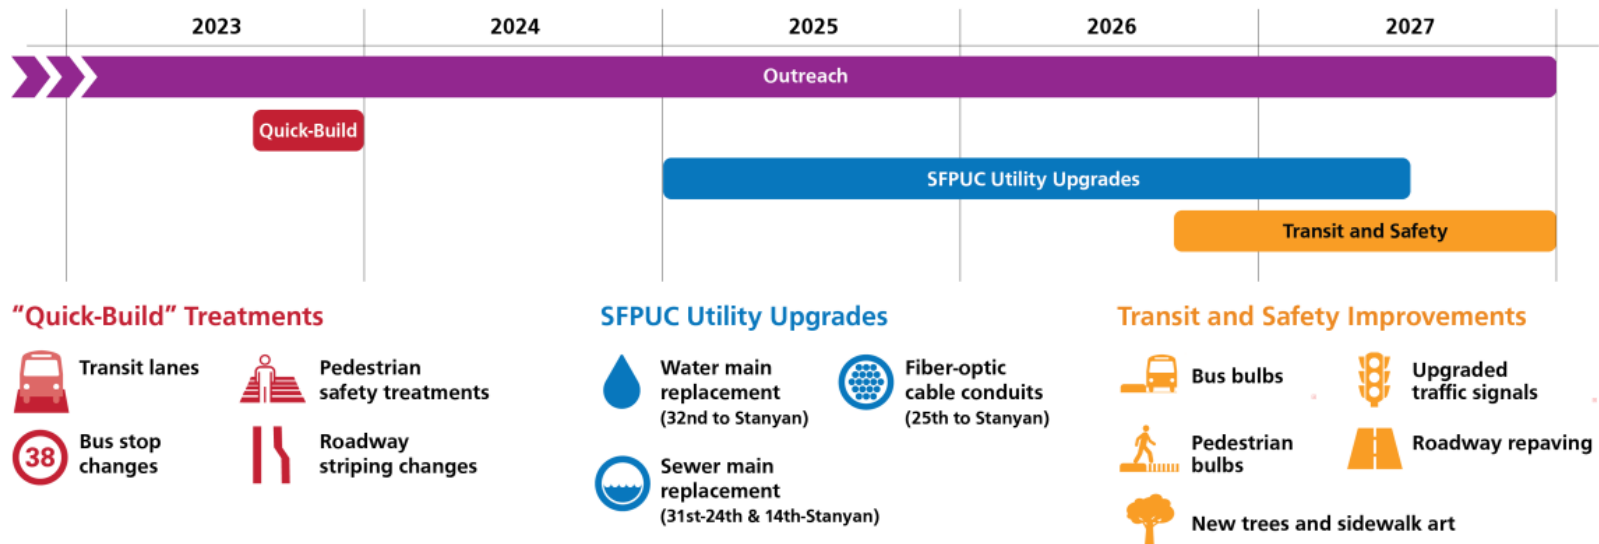 2023 2024 2025 2026 2027
Outreach
Quick-Build
SFPUC Utility Upgrades
Transit and Safety
“Quick-Build” Treatments
Transit lanes
Pedestrian
safety treatments
38
Bus stop
changes
Roadway
striping changes
SFPUC Utility Upgrades
Water main
replacement
(32nd to Stanyan)
Fiber-optic
cable conduits
(25th to Stanyan)
Sewer main
replacement
(31st-24th & 14th-Stanyan)
Transit and Safety Improvements
Bus bulbs
Upgraded
traffic signals
Pedestrian
bulbs
Roadway repaving
New trees and sidewalk art